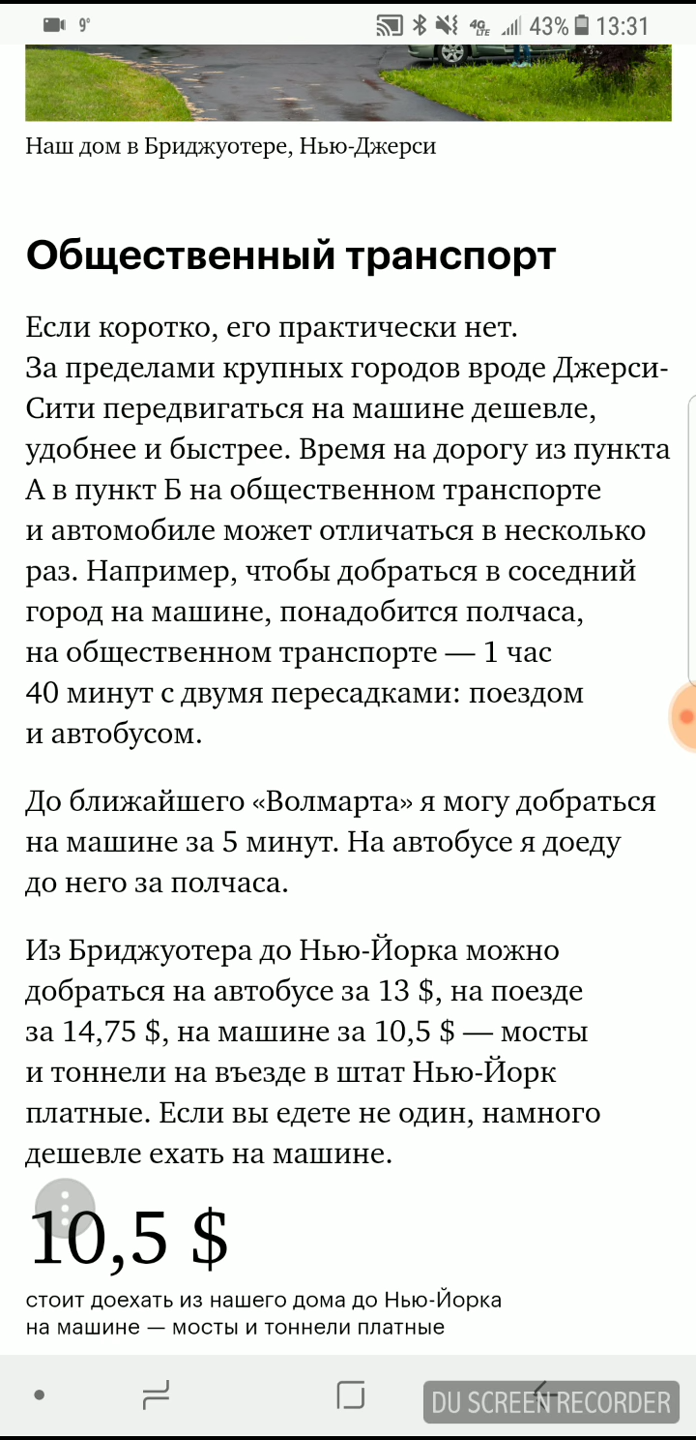 9°
4G LTE 43% 13:31
Наш дом в Бриджуотере, Нью-Джерси
Общественный транспорт
Если коротко, его практически нет.
За пределами крупных городов вроде Джерси-
Сити передвигаться на машине дешевле,
удобнее и быстрее. Время на дорогу из пункта
А в пункт Б на общественном транспорте
и автомобиле может отличаться в несколько
раз. Например, чтобы добраться в соседний
город на машине, понадобится полчаса,
на общественном транспорте — 1 час
40 минут с двумя пересадками: поездом
и автобусом.
До ближайшего «Волмарта» я могу добраться
на машине за 5 минут. На автобусе я доеду
до него за полчаса.
Из Бриджуотера до Нью-Йорка можно
добраться на автобусе за 13 $, на поезде
за 14,75 $, на машине за 10,5 $ — мосты
и тоннели на въезде в штат Нью-Йорк
платные. Если вы едете не один, намного
дешевле ехать на машине.
10,5 $
стоит доехать из нашего дома до Нью-Йорка
на машине — мосты и тоннели платные
DU SCREEN RECORDER